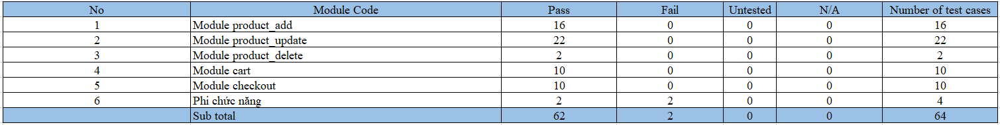 No Module Code Pass Fail Untested N/A Number of test cases
1 Module product_add 16 0 0 0 16
2 Module product_update 22 0 0 0 22
3 Module product_delete 2 0 0 0 2
4 Module cart 10 0 0 0 10
5 Module checkout 10 0 0 0 10
6 Phi chức năng 2 2 0 0 4
Sub total 62 2 0 0 64